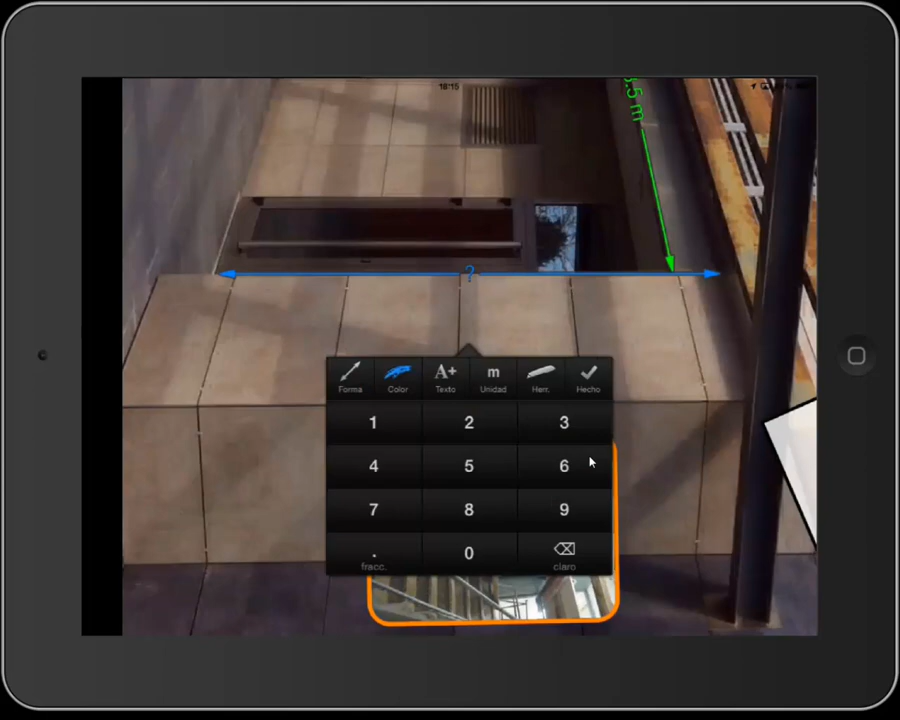 18:15
.5 m
?
Forma Color Texto Unidad Herr. Hecho
A+ m
1 2 3
4 5 6
7 8 9
. 0
fracc. claro